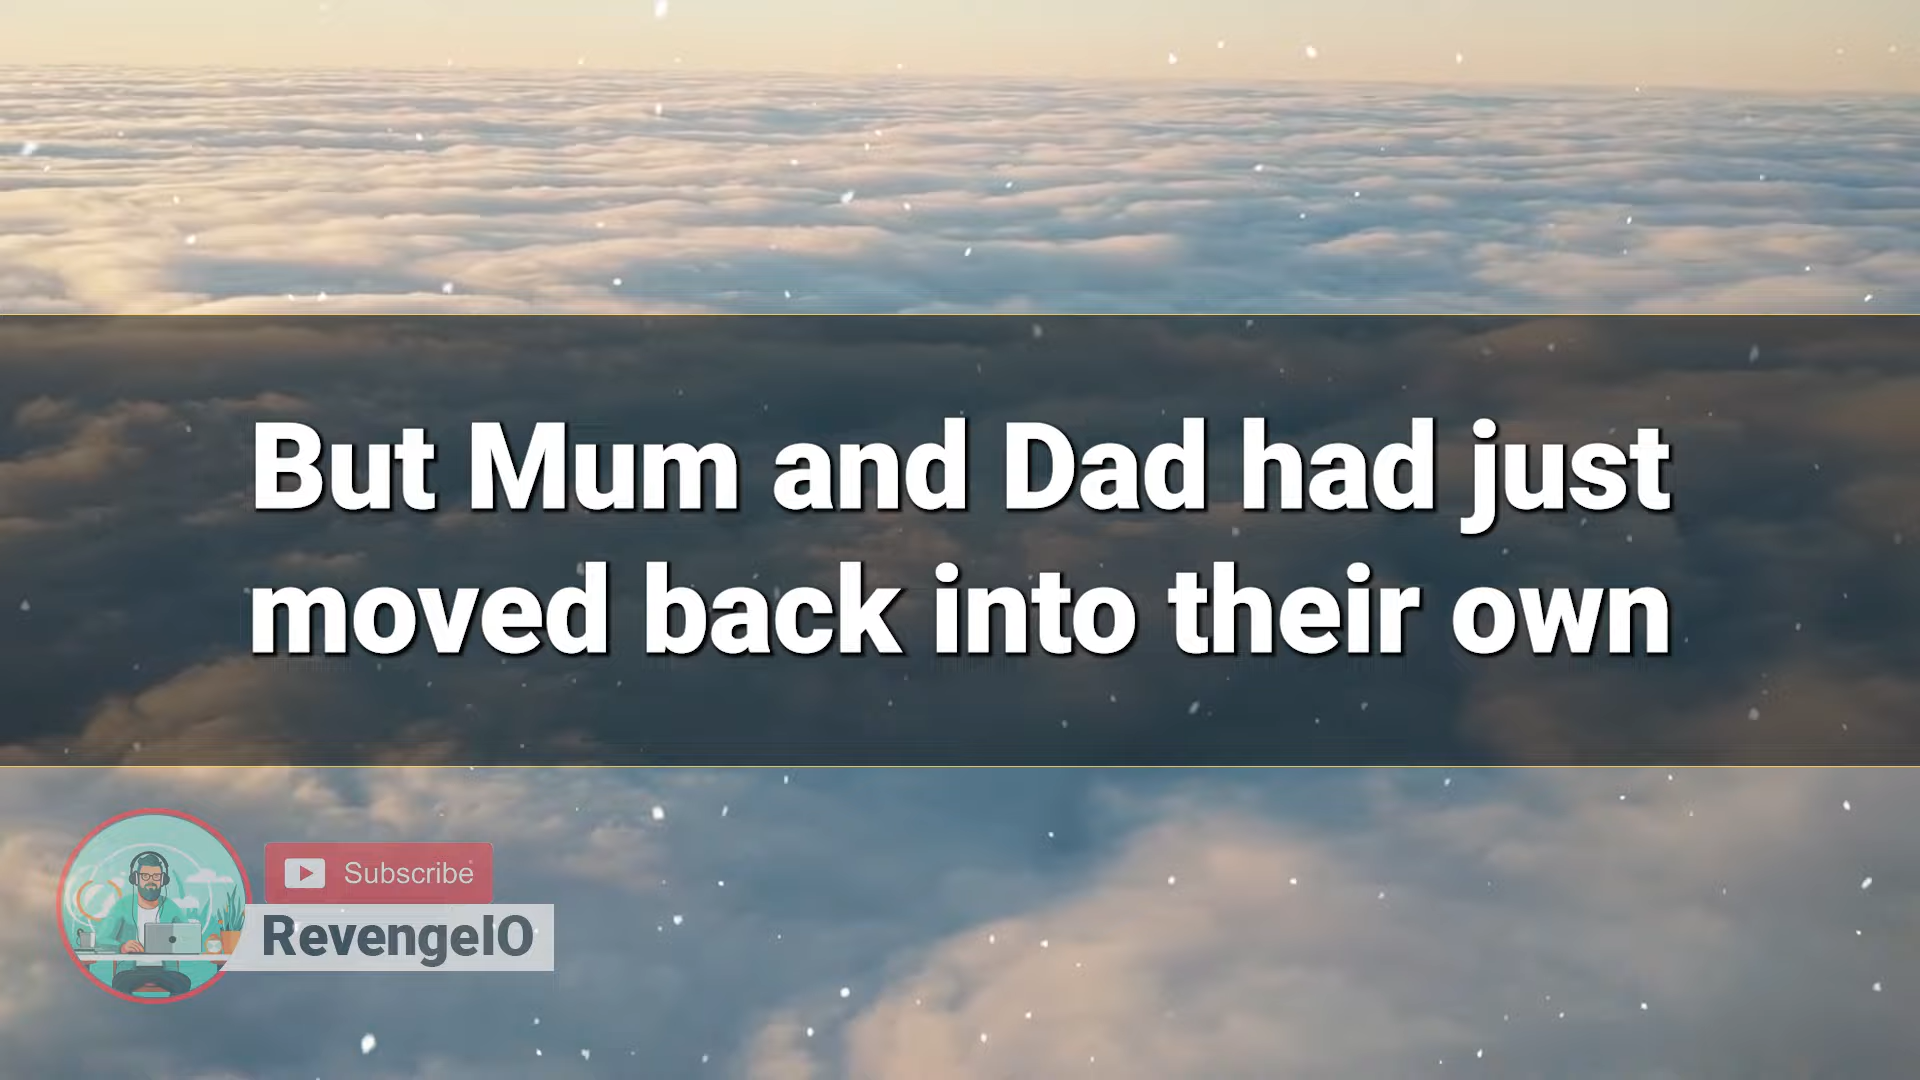 But Mum and Dad had just
moved back into their own
Subscribe
RevengeIO